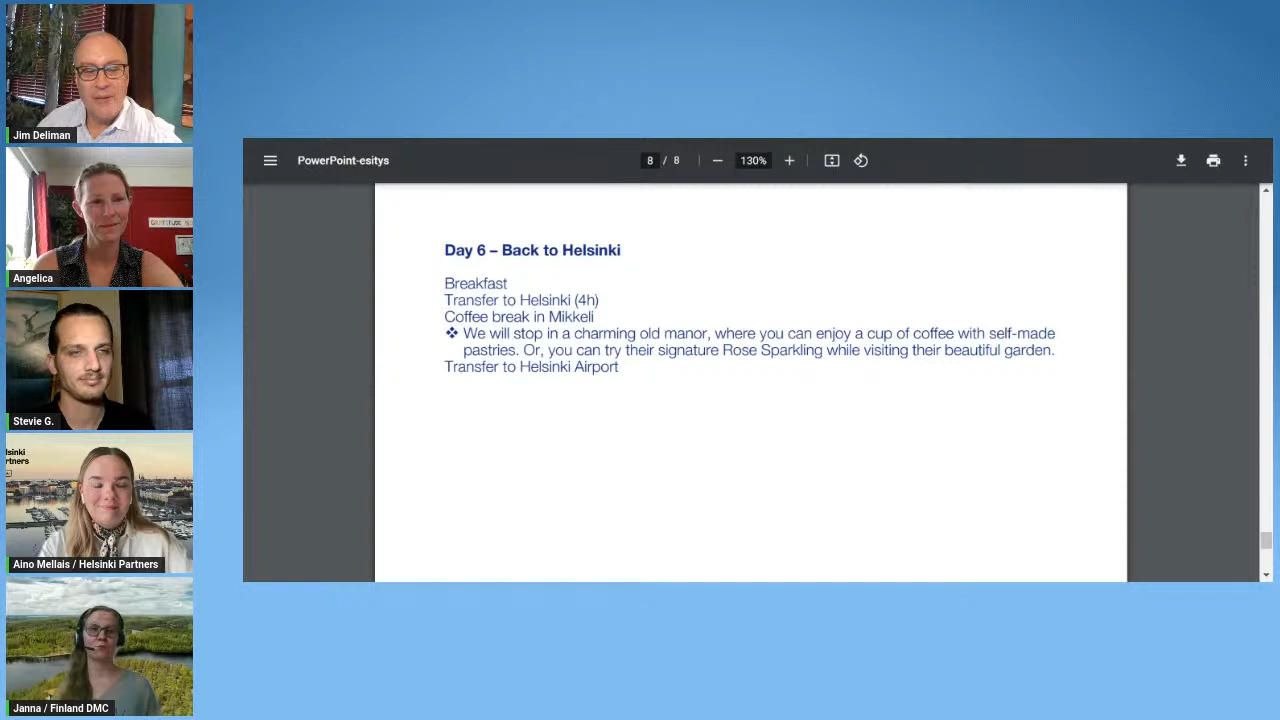 Jim Deliman
Angelica
Stevie G.
lsinki
rtners
Aino Mellais / Helsinki Partners
Janna / Finland DMC
PowerPoint-esitys
8 / 8
130%
Day 6 – Back to Helsinki
Breakfast
Transfer to Helsinki (4h)
Coffee break in Mikkeli
❖ We will stop in a charming old manor, where you can enjoy a cup of coffee with self-made
pastries. Or, you can try their signature Rose Sparkling while visiting their beautiful garden.
Transfer to Helsinki Airport